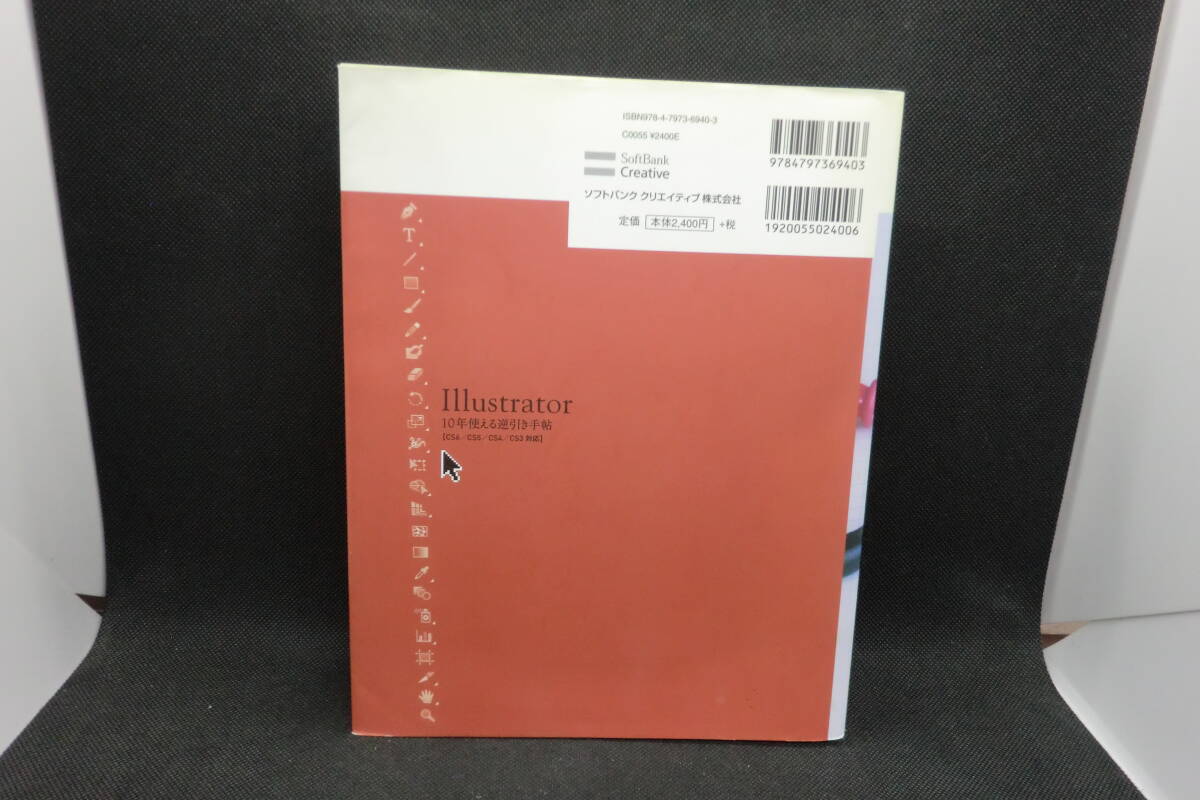 ISBN978-4-7973-6940-3
C0055 ¥2400E
SoftBank
Creative
ソフトバンク クリエイティブ 株式会社
定価 本体2,400円 +税
9784797369403
1920055024006
T
Illustrator
10年使える逆引き手帖
【CS6/CS5/CS4/CS3 対応】